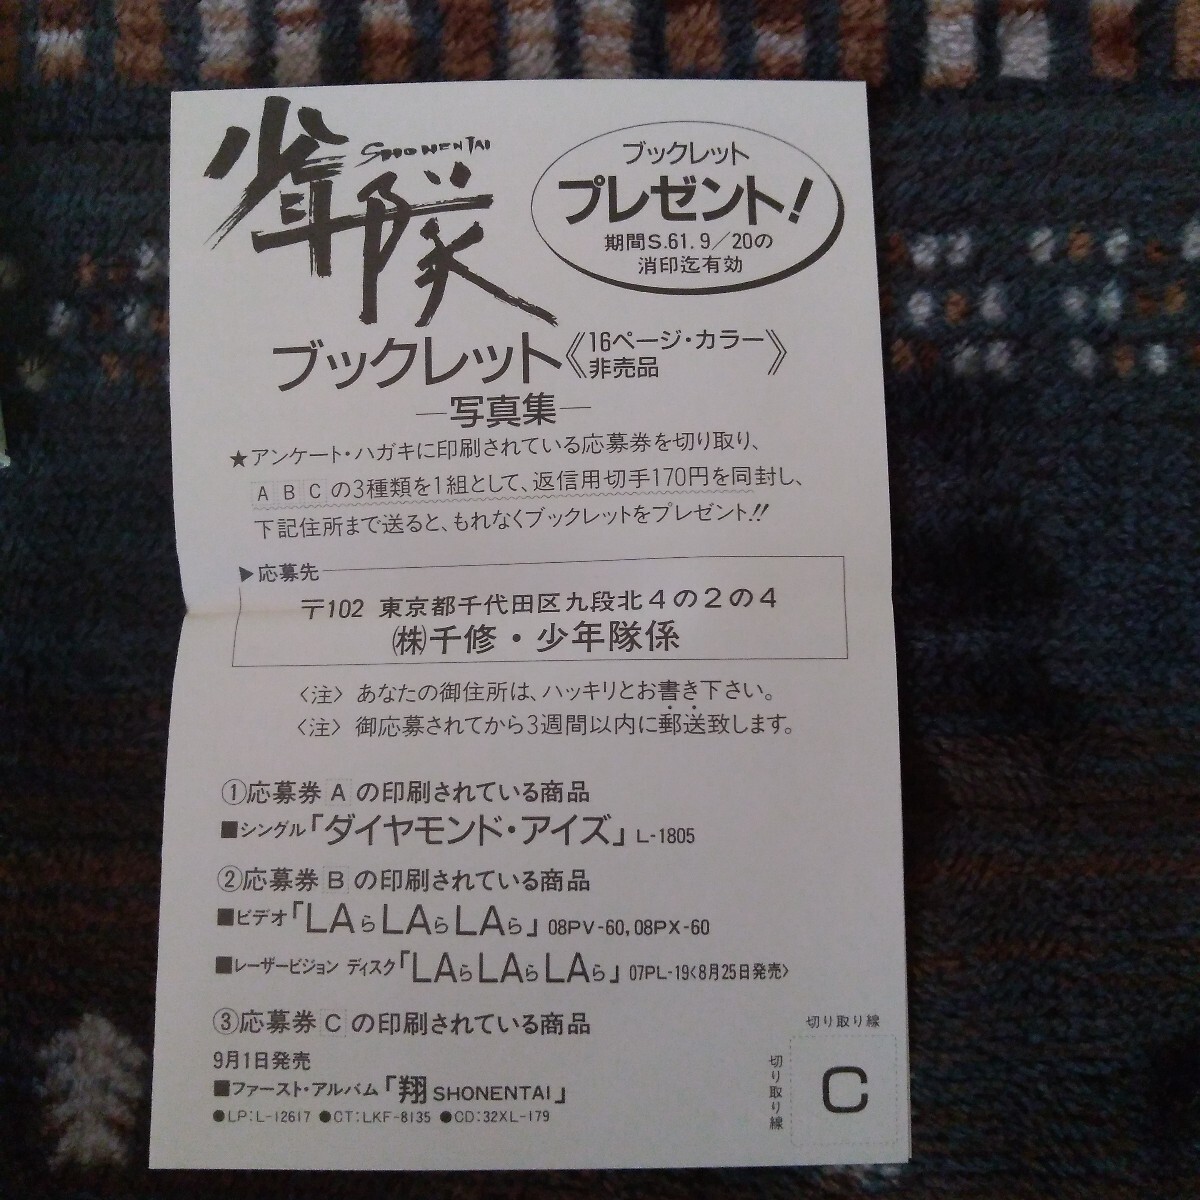 少年隊
SHONENTAI
ブックレット
プレゼント!
期間S.61.9/20の
消印迄有効
ブックレット《16ページ・カラー
非売品》
—写真集—
★アンケート・ハガキに印刷されている応募券を切り取り、
A B C の3種類を1組として、返信用切手170円を同封し、
下記住所まで送ると、もれなくブックレットをプレゼント!!
▶応募先
〒102 東京都千代田区九段北4の2の4
㈱千修・少年隊係
〈注〉あなたの御住所は、ハッキリとお書き下さい。
〈注〉御応募されてから3週間以内に郵送致します。
①応募券 A の印刷されている商品
■シングル「ダイヤモンド・アイズ」L-1805
②応募券 B の印刷されている商品
■ビデオ「LAらLAらLAら」08PV-60,08PX-60
■レーザービジョン ディスク「LAらLAらLAら」07PL-19〈8月25日発売〉
③応募券 C の印刷されている商品
9月1日発売
■ファースト・アルバム「翔SHONENTAI」
●LP:L-12617 ●CT:LKF-8135 ●CD:32XL-179
切り取り線
切り取り線
C